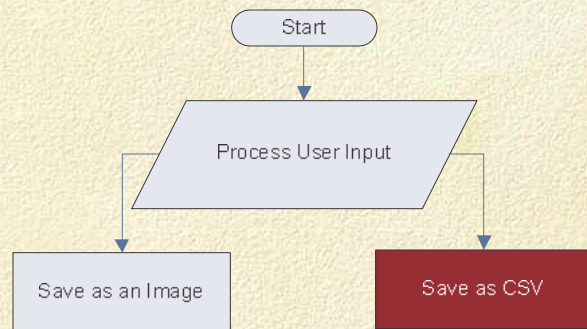 Start
Process User Input
Save as an Image
Save as CSV